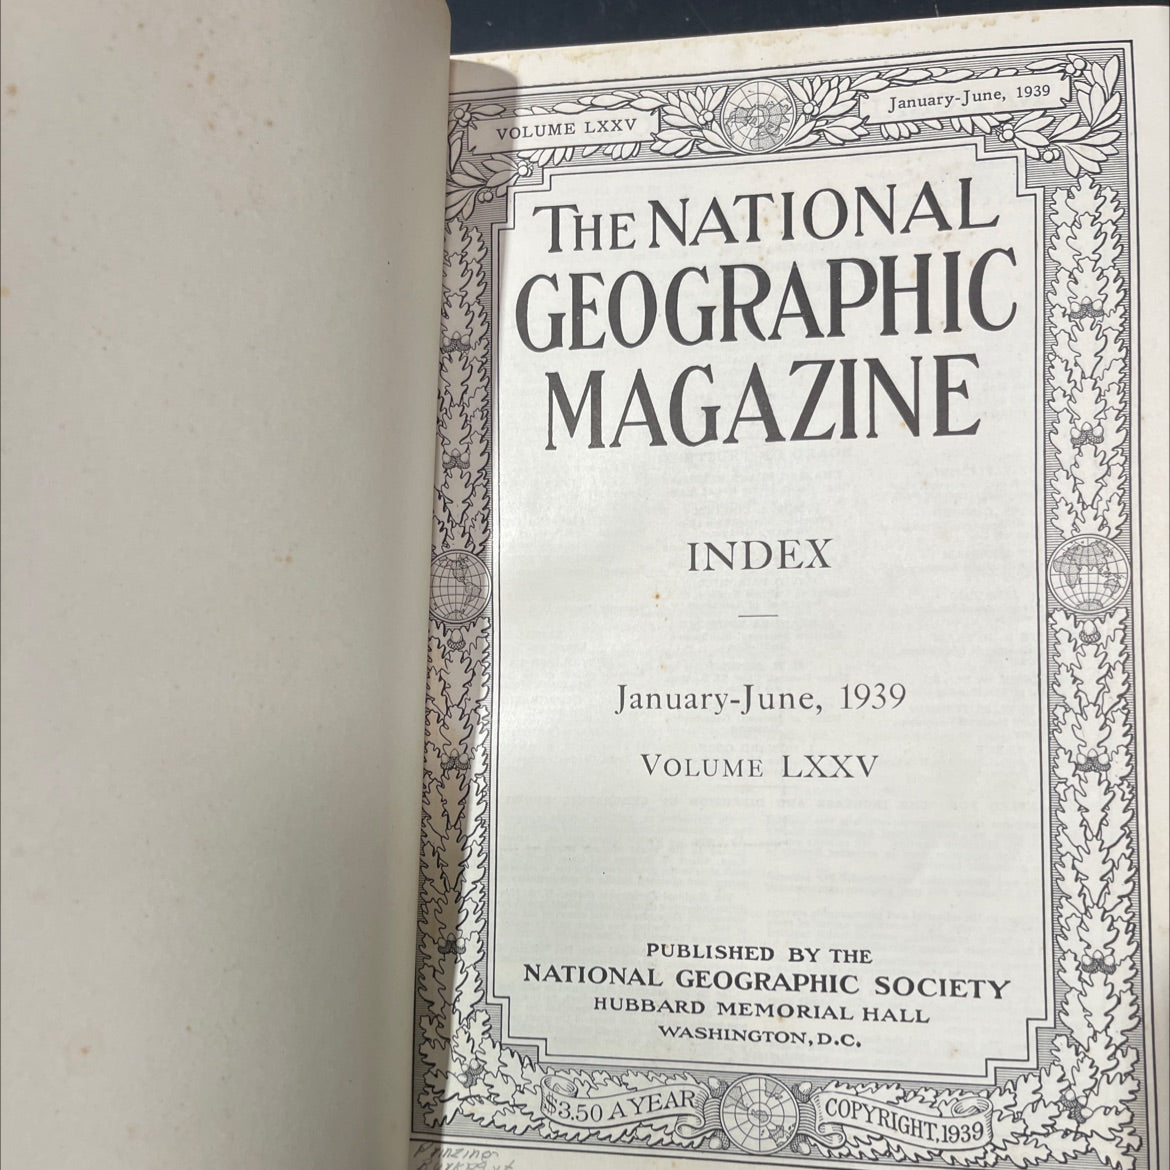 VOLUME LXXV
January-June, 1939
THE NATIONAL
GEOGRAPHIC
MAGAZINE
INDEX
January-June, 1939
VOLUME LXXV
PUBLISHED BY THE
NATIONAL GEOGRAPHIC SOCIETY
HUBBARD MEMORIAL HALL
WASHINGTON, D.C.
$3.50 A YEAR
COPYRIGHT, 1939